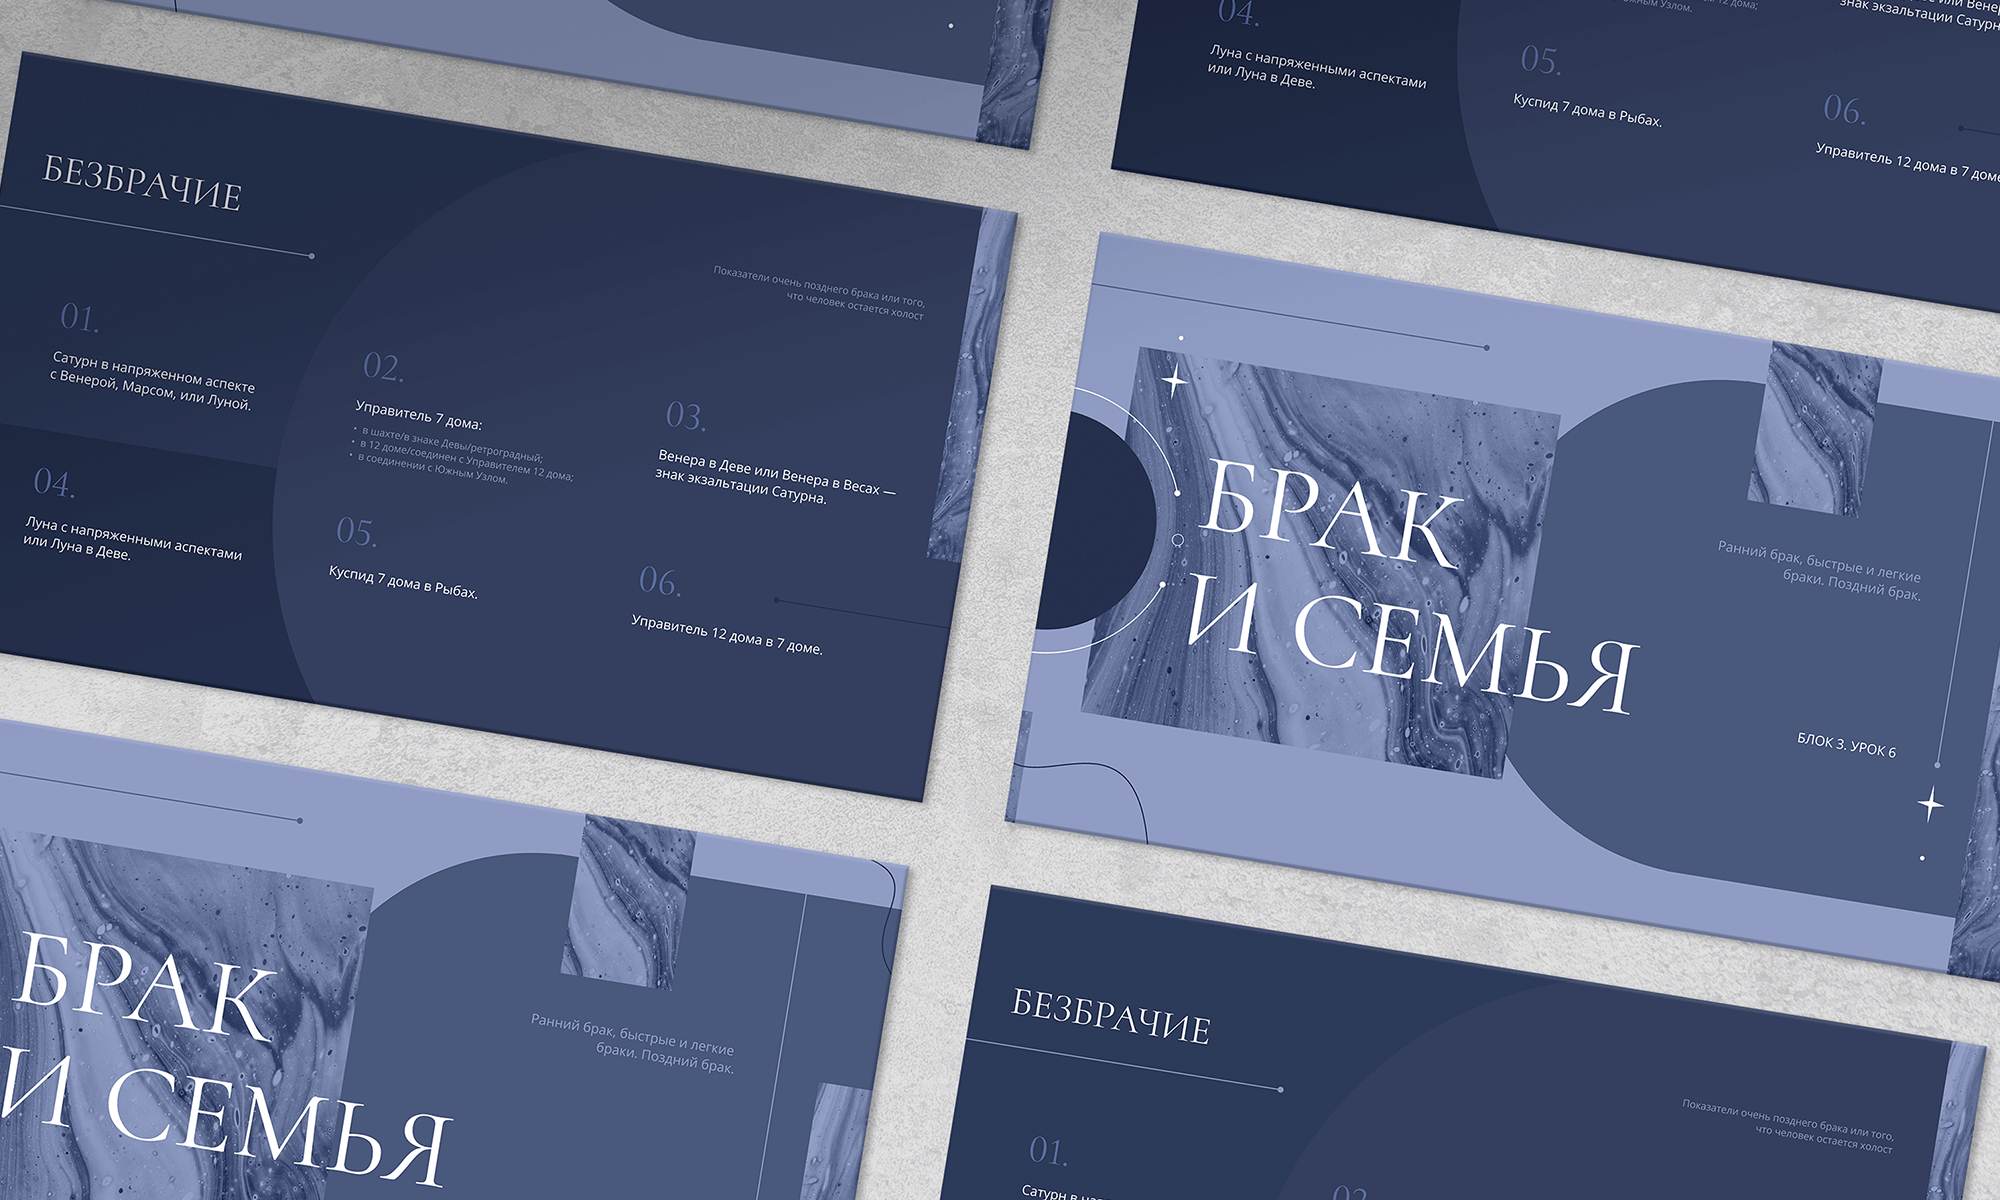 04.
Луна с напряженными аспектами
или Луна в Деве.
05.
Куспид 7 дома в Рыбах.
знак экзальтации Сатурна
06.
Управитель 12 дома в 7 доме
БЕЗБРАЧИЕ
Показатели очень позднего брака или того,
что человек остается холост
01.
Сатурн в напряженном аспекте
с Венерой, Марсом, или Луной.
02.
Управитель 7 дома:
• в шахте/в знаке Девы/ретроградный;
• в 12 доме/соединен с Управителем 12 дома;
• в соединении с Южным Узлом.
03.
Венера в Деве или Венера в Весах —
знак экзальтации Сатурна.
04.
Луна с напряженными аспектами
или Луна в Деве.
05.
Куспид 7 дома в Рыбах.
06.
Управитель 12 дома в 7 доме.
БРАК
И СЕМЬЯ
Ранний брак, быстрые и легкие
браки. Поздний брак.
БЛОК 3. УРОК 6
БРАК
И СЕМЬЯ
Ранний брак, быстрые и легкие
браки. Поздний брак.
БЕЗБРАЧИЕ
Показатели очень позднего брака или того,
что человек остается холост
01.
Сатурн в
02.